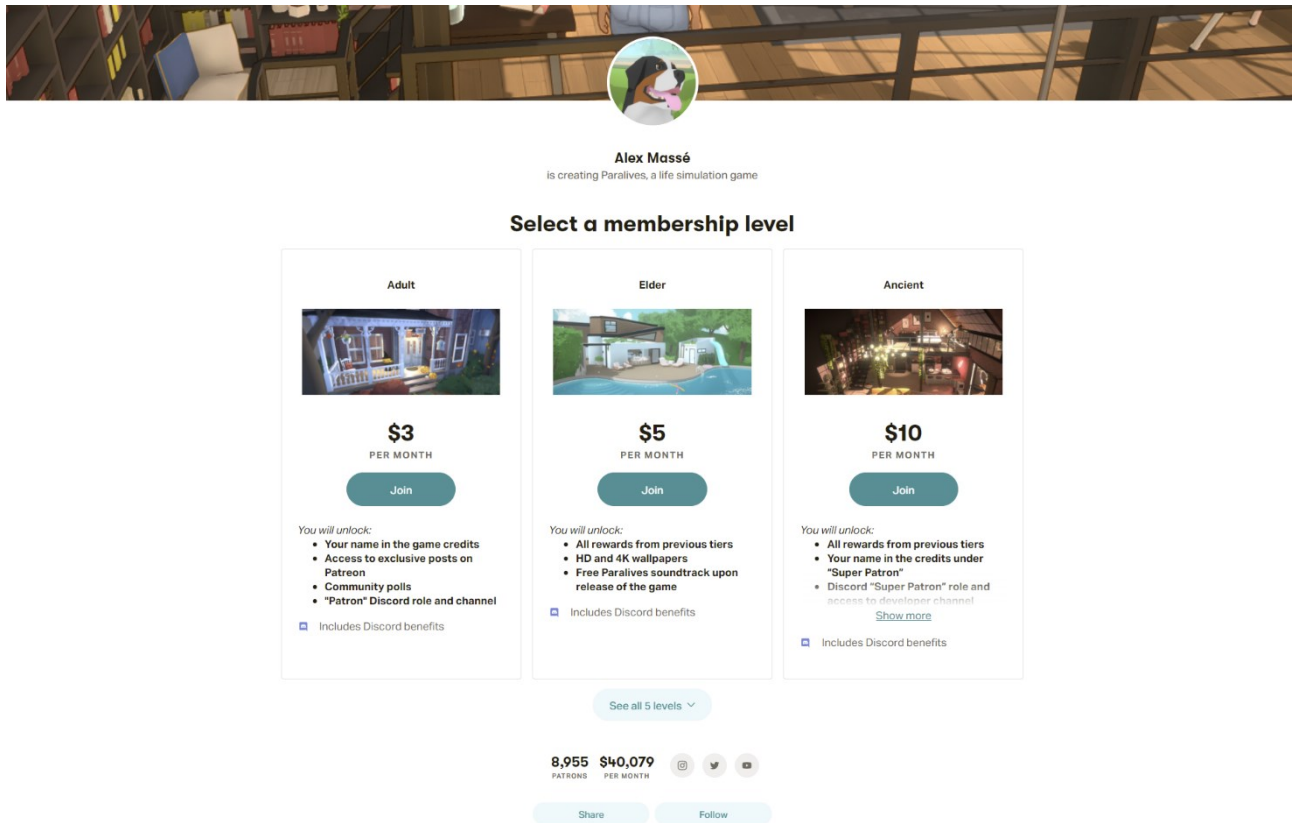 Alex Massé
is creating Paralives, a life simulation game
Select a membership level
Adult
$3
PER MONTH
Join
You will unlock:
• Your name in the game credits
• Access to exclusive posts on
Patreon
• Community polls
• "Patron" Discord role and channel
Includes Discord benefits
Elder
$5
PER MONTH
Join
You will unlock:
• All rewards from previous tiers
• HD and 4K wallpapers
• Free Paralives soundtrack upon
release of the game
Includes Discord benefits
Ancient
$10
PER MONTH
Join
You will unlock:
• All rewards from previous tiers
• Your name in the credits under
"Super Patron"
• Discord "Super Patron" role and
access to developer channel
Show more
Includes Discord benefits
See all 5 levels
8,955 $40,079
PATRONS PER MONTH
Share Follow